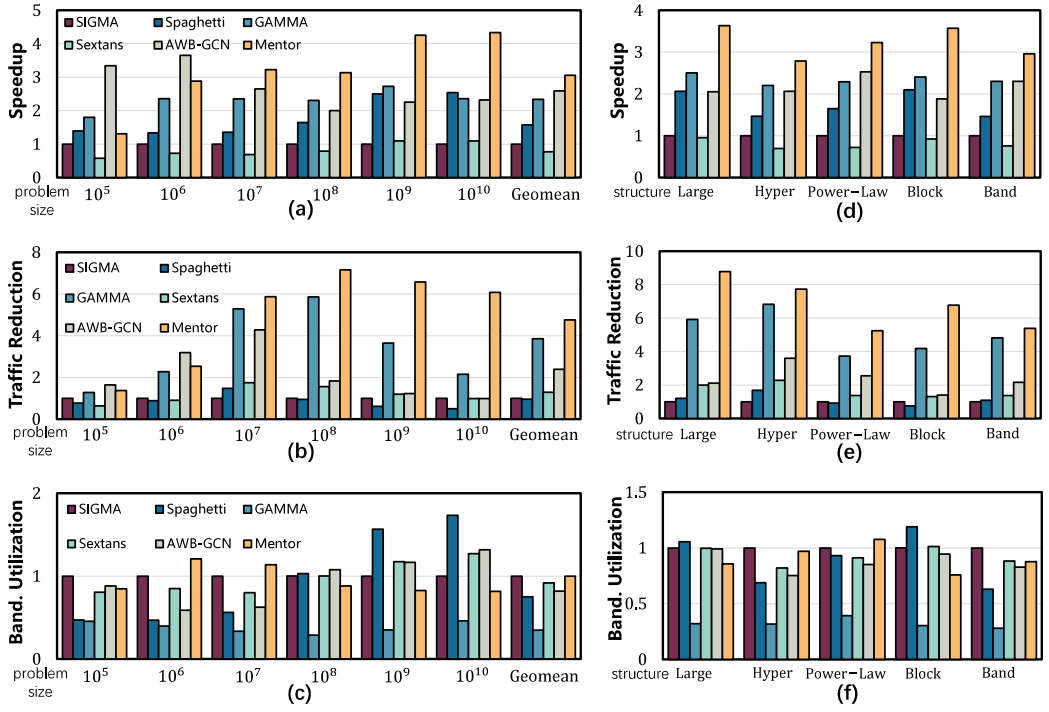 Speedup
5
4
3
2
1
0
SIGMA Spaghetti GAMMA
Sextans AWB-GCN Mentor
problem size
10⁵ 10⁶ 10⁷ 10⁸ 10⁹ 10¹⁰ Geomean
(a)
Speedup
4
3
2
1
0
structure Large Hyper Power-Law Block Band
(d)
Traffic Reduction
8
6
4
2
0
SIGMA Spaghetti
GAMMA Sextans
AWB-GCN Mentor
problem size
10⁵ 10⁶ 10⁷ 10⁸ 10⁹ 10¹⁰ Geomean
(b)
Traffic Reduction
10
8
6
4
2
0
structure Large Hyper Power-Law Block Band
(e)
Band. Utilization
2
1
0
SIGMA Spaghetti GAMMA
Sextans AWB-GCN Mentor
problem size
10⁵ 10⁶ 10⁷ 10⁸ 10⁹ 10¹⁰ Geomean
(c)
Band. Utilization
1.5
1
0.5
0
structure Large Hyper Power-Law Block Band
(f)